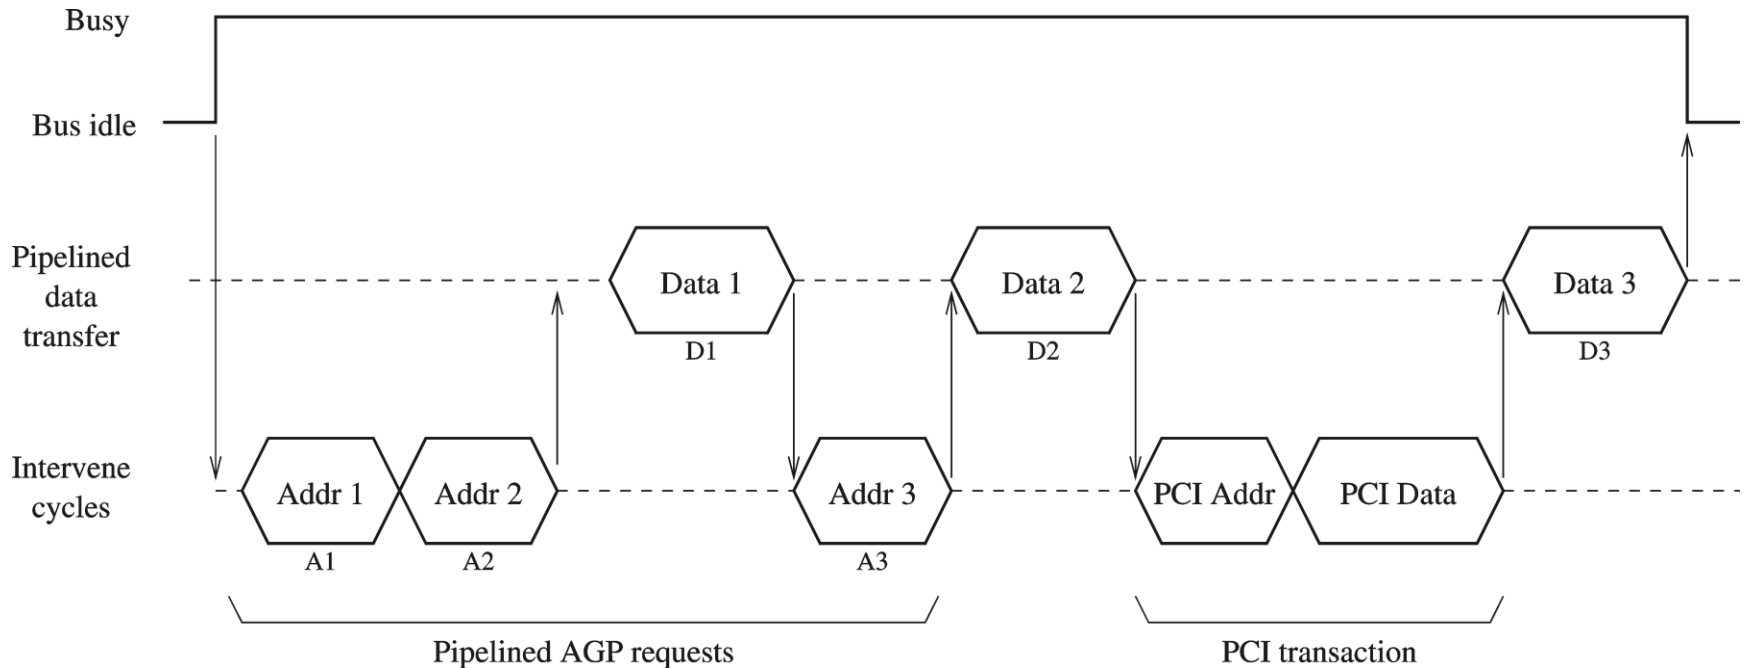 Busy
Bus idle
Pipelined
data
transfer
Data 1
Data 2
Data 3
D1
D2
D3
Intervene
cycles
Addr 1
Addr 2
Addr 3
PCI Addr
PCI Data
A1
A2
A3
Pipelined AGP requests
PCI transaction